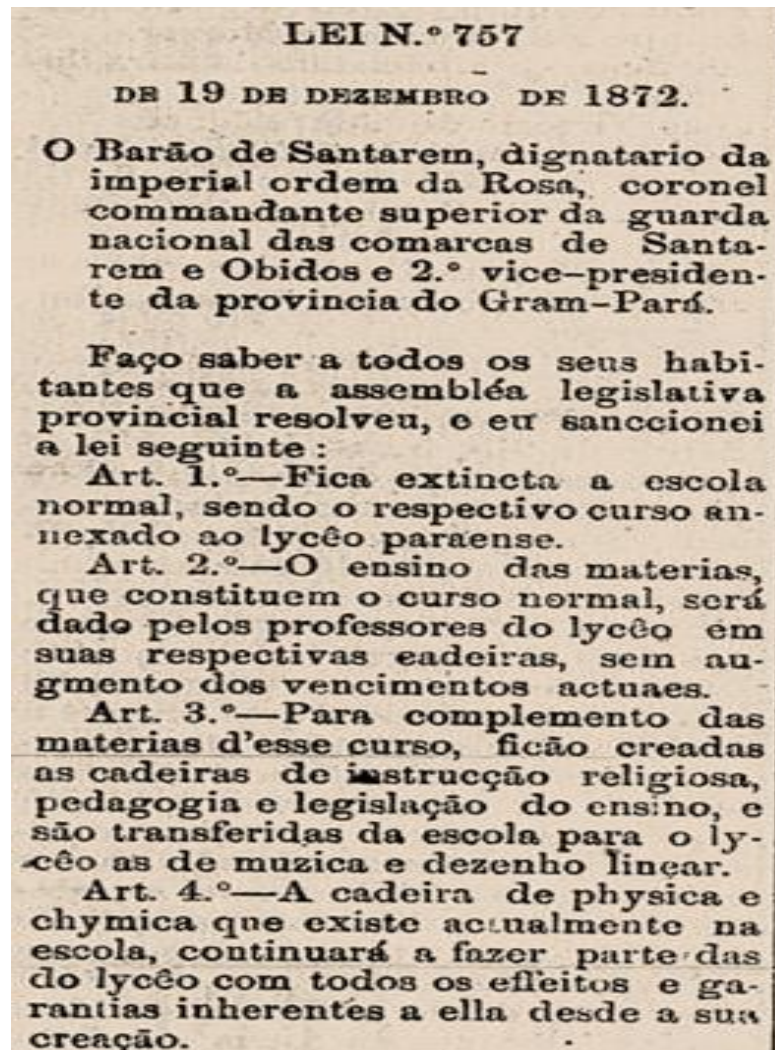 LEI N.º 757
DE 19 DE DEZEMBRO DE 1872.
O Barão de Santarem, dignatario da
imperial ordem da Rosa, coronel
commandante superior da guarda
nacional das comarcas de Santa-
rem e Obidos e 2.º vice-presiden-
te da provincia do Gram-Pará.
Faço saber a todos os seus habi-
tantes que a assembléa legislativa
provincial resolveu, e eu sanccionei
a lei seguinte :
Art. 1.º—Fica extincta a escola
normal, sendo o respectivo curso an-
nexado ao lycêo paraense.
Art. 2.º—O ensino das materias,
que constituem o curso normal, será
dado pelos professores do lycêo em
suas respectivas cadeiras, sem au-
gmento dos vencimentos actuaes.
Art. 3.º—Para complemento das
materias d'esse curso, ficão creadas
as cadeiras de instrucção religiosa,
pedagogia e legislação do ensino, e
são transferidas da escola para o ly-
cêo as de muzica e dezenho linear.
Art. 4.º—A cadeira de physica e
chymica que existe actualmente na
escola, continuará a fazer parte das
do lycêo com todos os effeitos e ga-
rantias inherentes a ella desde a sua
creação.